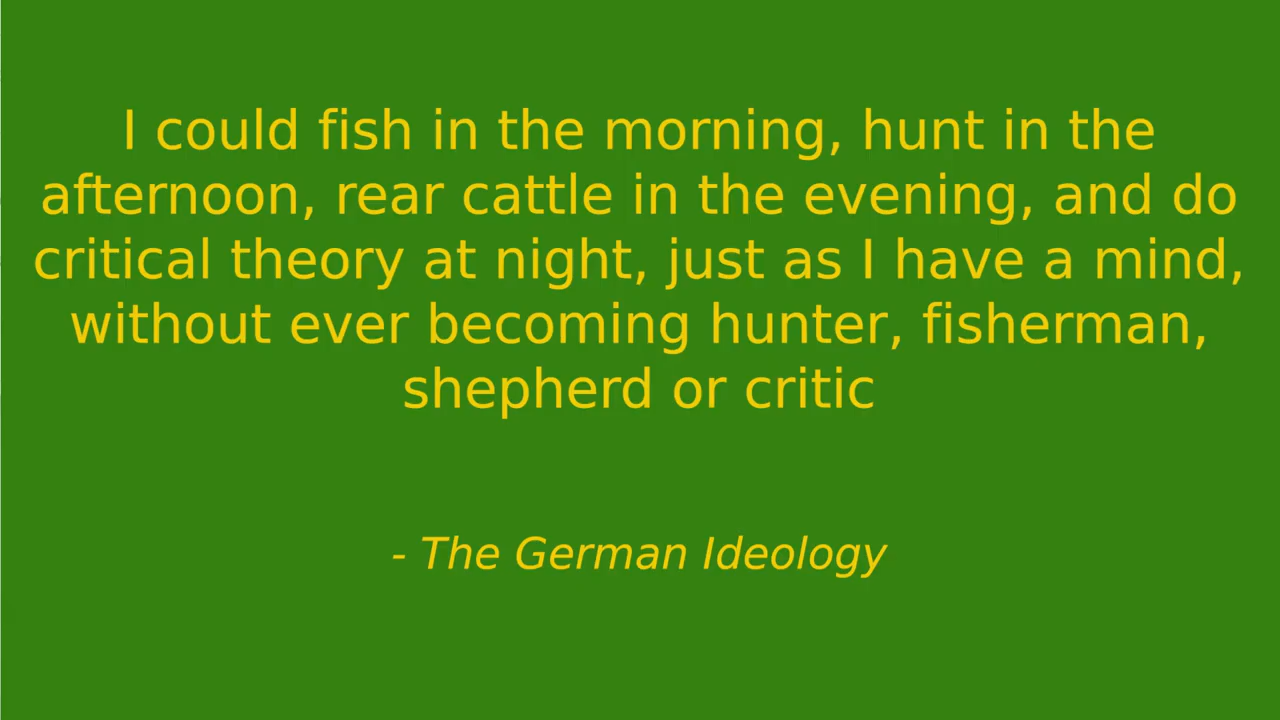 I could fish in the morning, hunt in the
afternoon, rear cattle in the evening, and do
critical theory at night, just as I have a mind,
without ever becoming hunter, fisherman,
shepherd or critic
- The German Ideology